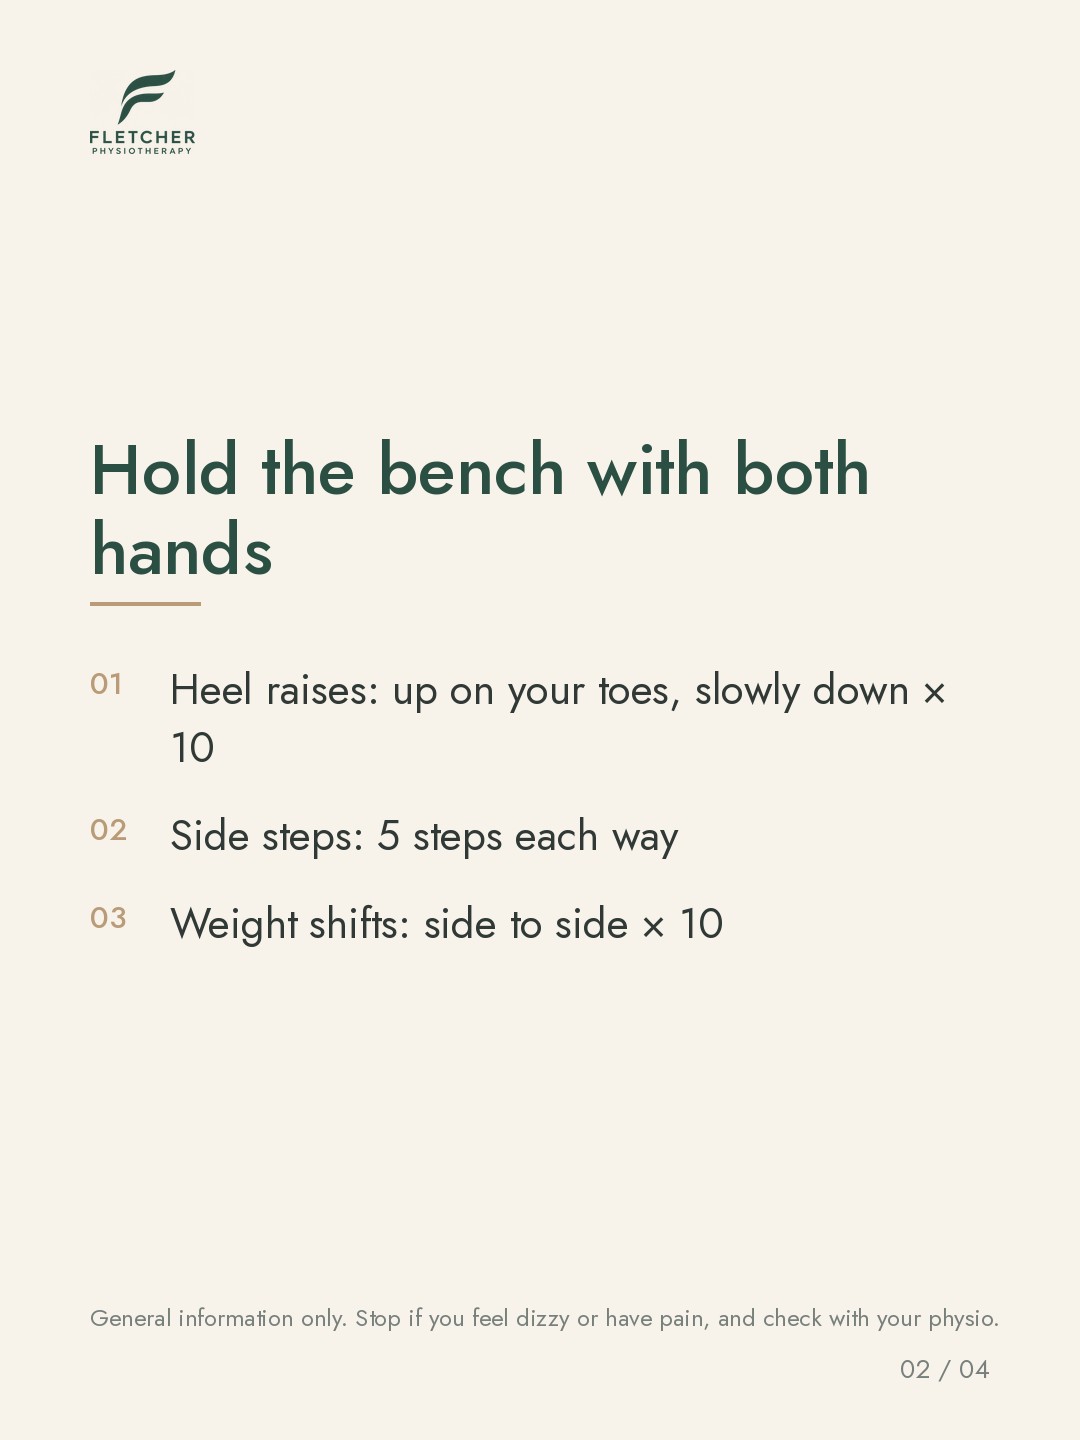 FLETCHER
PHYSIOTHERAPY
Hold the bench with both
hands
01 Heel raises: up on your toes, slowly down ×
10
02 Side steps: 5 steps each way
03 Weight shifts: side to side × 10
General information only. Stop if you feel dizzy or have pain, and check with your physio.
02 / 04